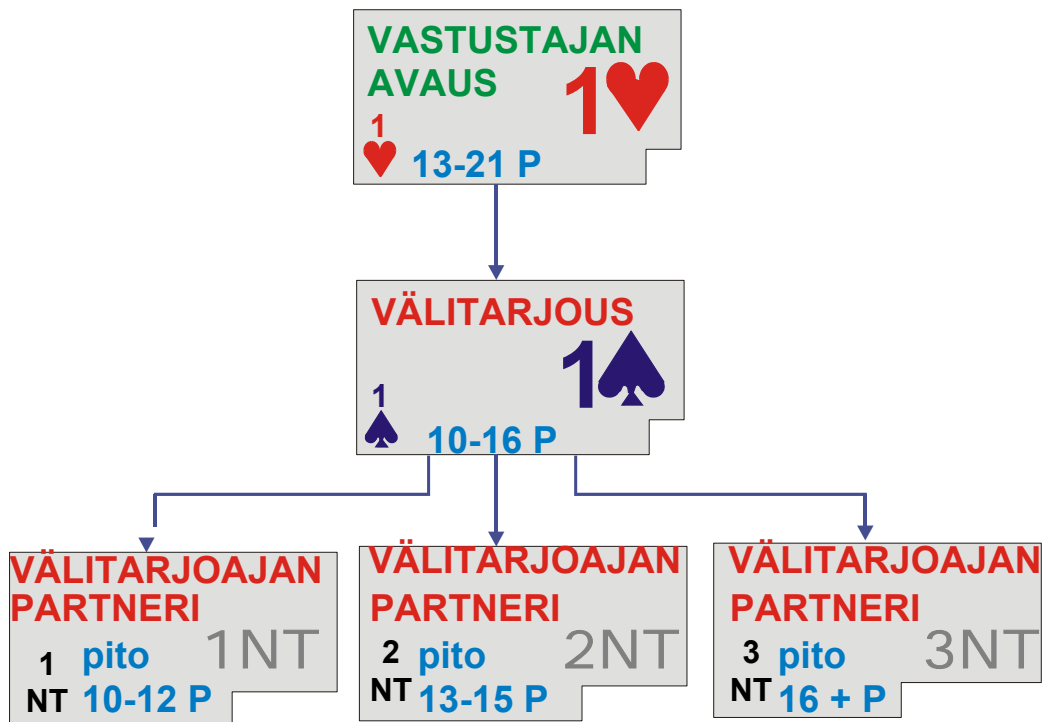 VASTUSTAJAN
AVAUS
1♥
1
♥ 13-21 P
VÄLITARJOUS
1♠
1
♠ 10-16 P
VÄLITARJOAJAN
PARTNERI
1 pito 1NT
NT 10-12 P
VÄLITARJOAJAN
PARTNERI
2 pito 2NT
NT 13-15 P
VÄLITARJOAJAN
PARTNERI
3 pito 3NT
NT 16 + P